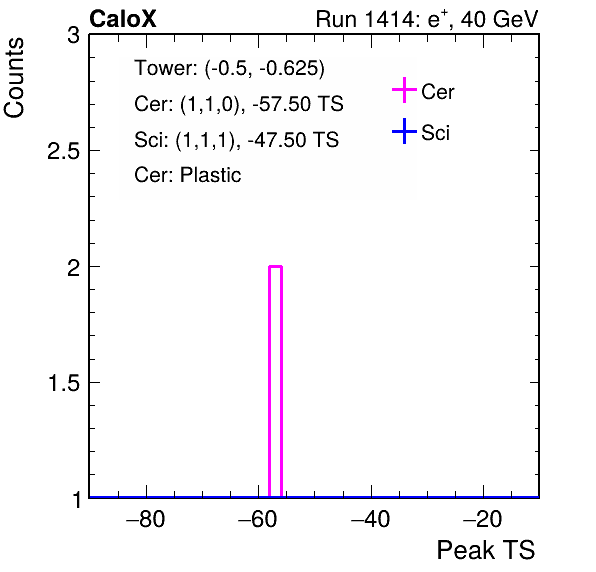 CaloX Run 1414: e⁺, 40 GeV
Counts
Tower: (-0.5, -0.625)
Cer: (1,1,0), -57.50 TS
Sci: (1,1,1), -47.50 TS
Cer: Plastic
Cer
Sci
3
2.5
2
1.5
1
−80 −60 −40 −20
Peak TS